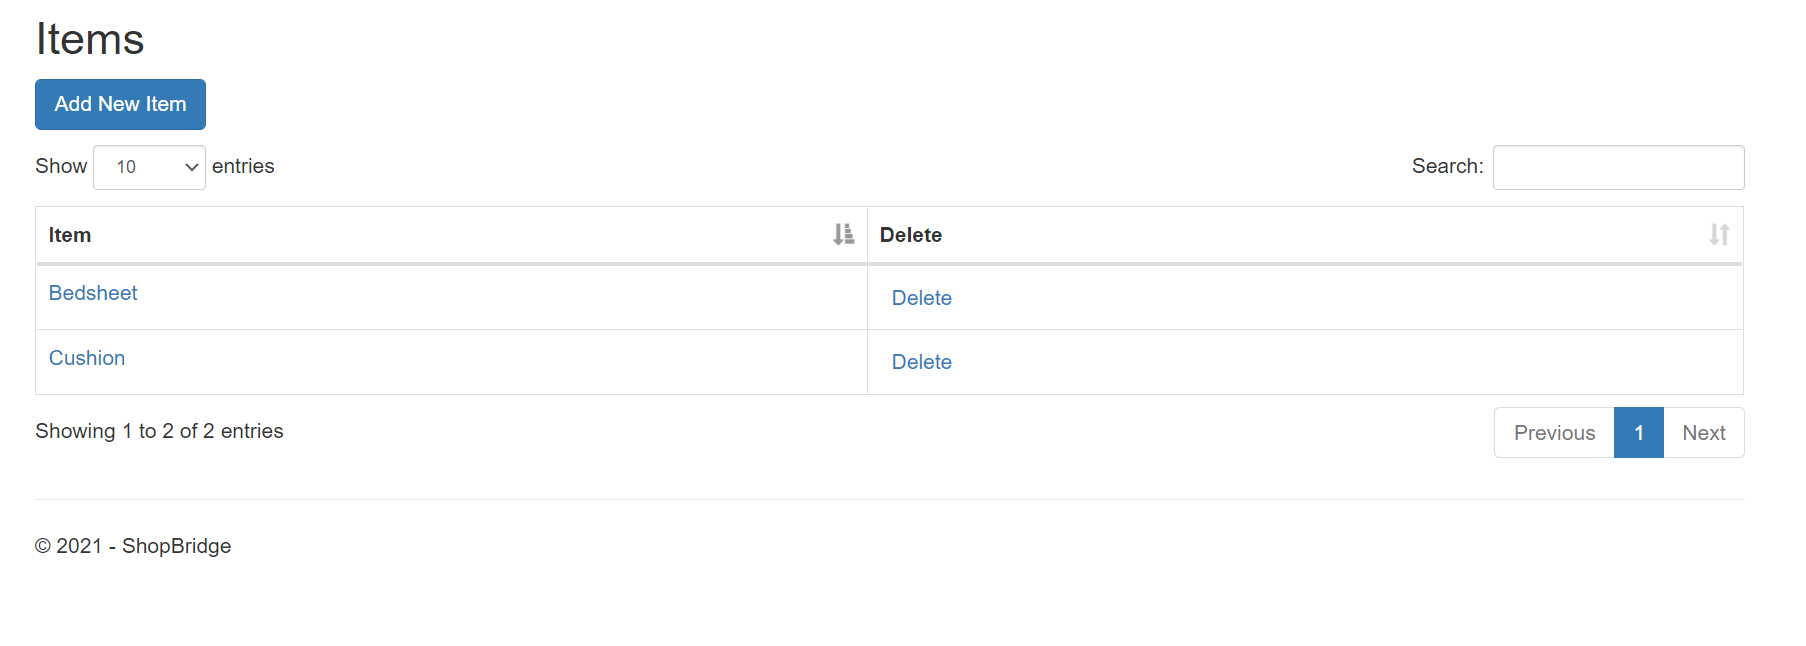 Items
Add New Item
Show 10 entries Search:
Item Delete
Bedsheet Delete
Cushion Delete
Showing 1 to 2 of 2 entries Previous 1 Next
© 2021 - ShopBridge